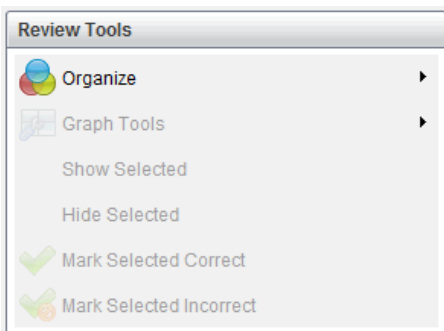 Review Tools
Organize
Graph Tools
Show Selected
Hide Selected
Mark Selected Correct
Mark Selected Incorrect